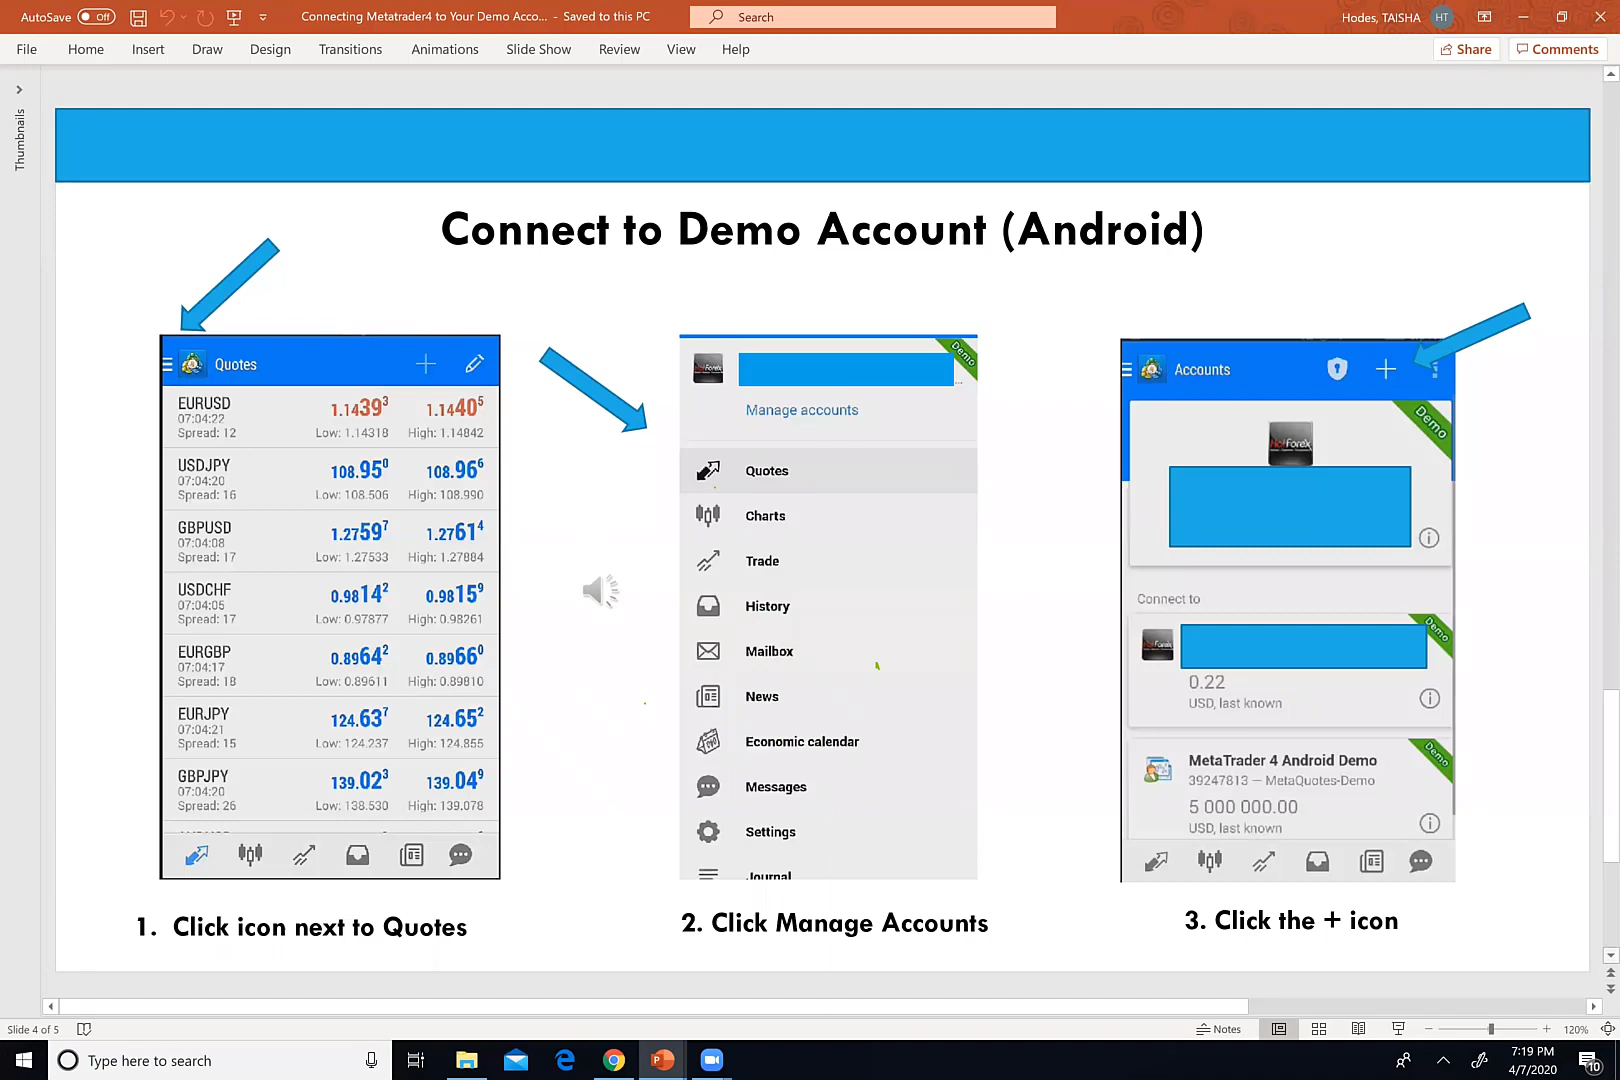 AutoSave Off Connecting Metatrader4 to Your Demo Acco... - Saved to this PC Search Hodes, TAISHA HT
File Home Insert Draw Design Transitions Animations Slide Show Review View Help Share Comments
Thumbnails
Connect to Demo Account (Android)
Quotes
EURUSD 1.14393 1.14405
07:04:22
Spread: 12 Low: 1.14318 High: 1.14842
USDJPY 108.950 108.966
07:04:20
Spread: 16 Low: 108.506 High: 108.990
GBPUSD 1.27597 1.27614
07:04:08
Spread: 17 Low: 1.27533 High: 1.27884
USDCHF 0.98142 0.98159
07:04:05
Spread: 17 Low: 0.97877 High: 0.98261
EURGBP 0.89642 0.89660
07:04:17
Spread: 18 Low: 0.89611 High: 0.89810
EURJPY 124.637 124.652
07:04:21
Spread: 15 Low: 124.237 High: 124.855
GBPJPY 139.023 139.049
07:04:20
Spread: 26 Low: 138.530 High: 139.078
1. Click icon next to Quotes
HotForex Demo
...
Manage accounts
Quotes
Charts
Trade
History
Mailbox
News
Economic calendar
Messages
Settings
Journal
2. Click Manage Accounts
Accounts
Demo
HotForex
Connect to
Demo
HotForex
0.22
USD, last known
Demo
MetaTrader 4 Android Demo
39247813 — MetaQuotes-Demo
5 000 000.00
USD, last known
3. Click the + icon
Slide 4 of 5 Notes 120%
Type here to search
7:19 PM
4/7/2020
10